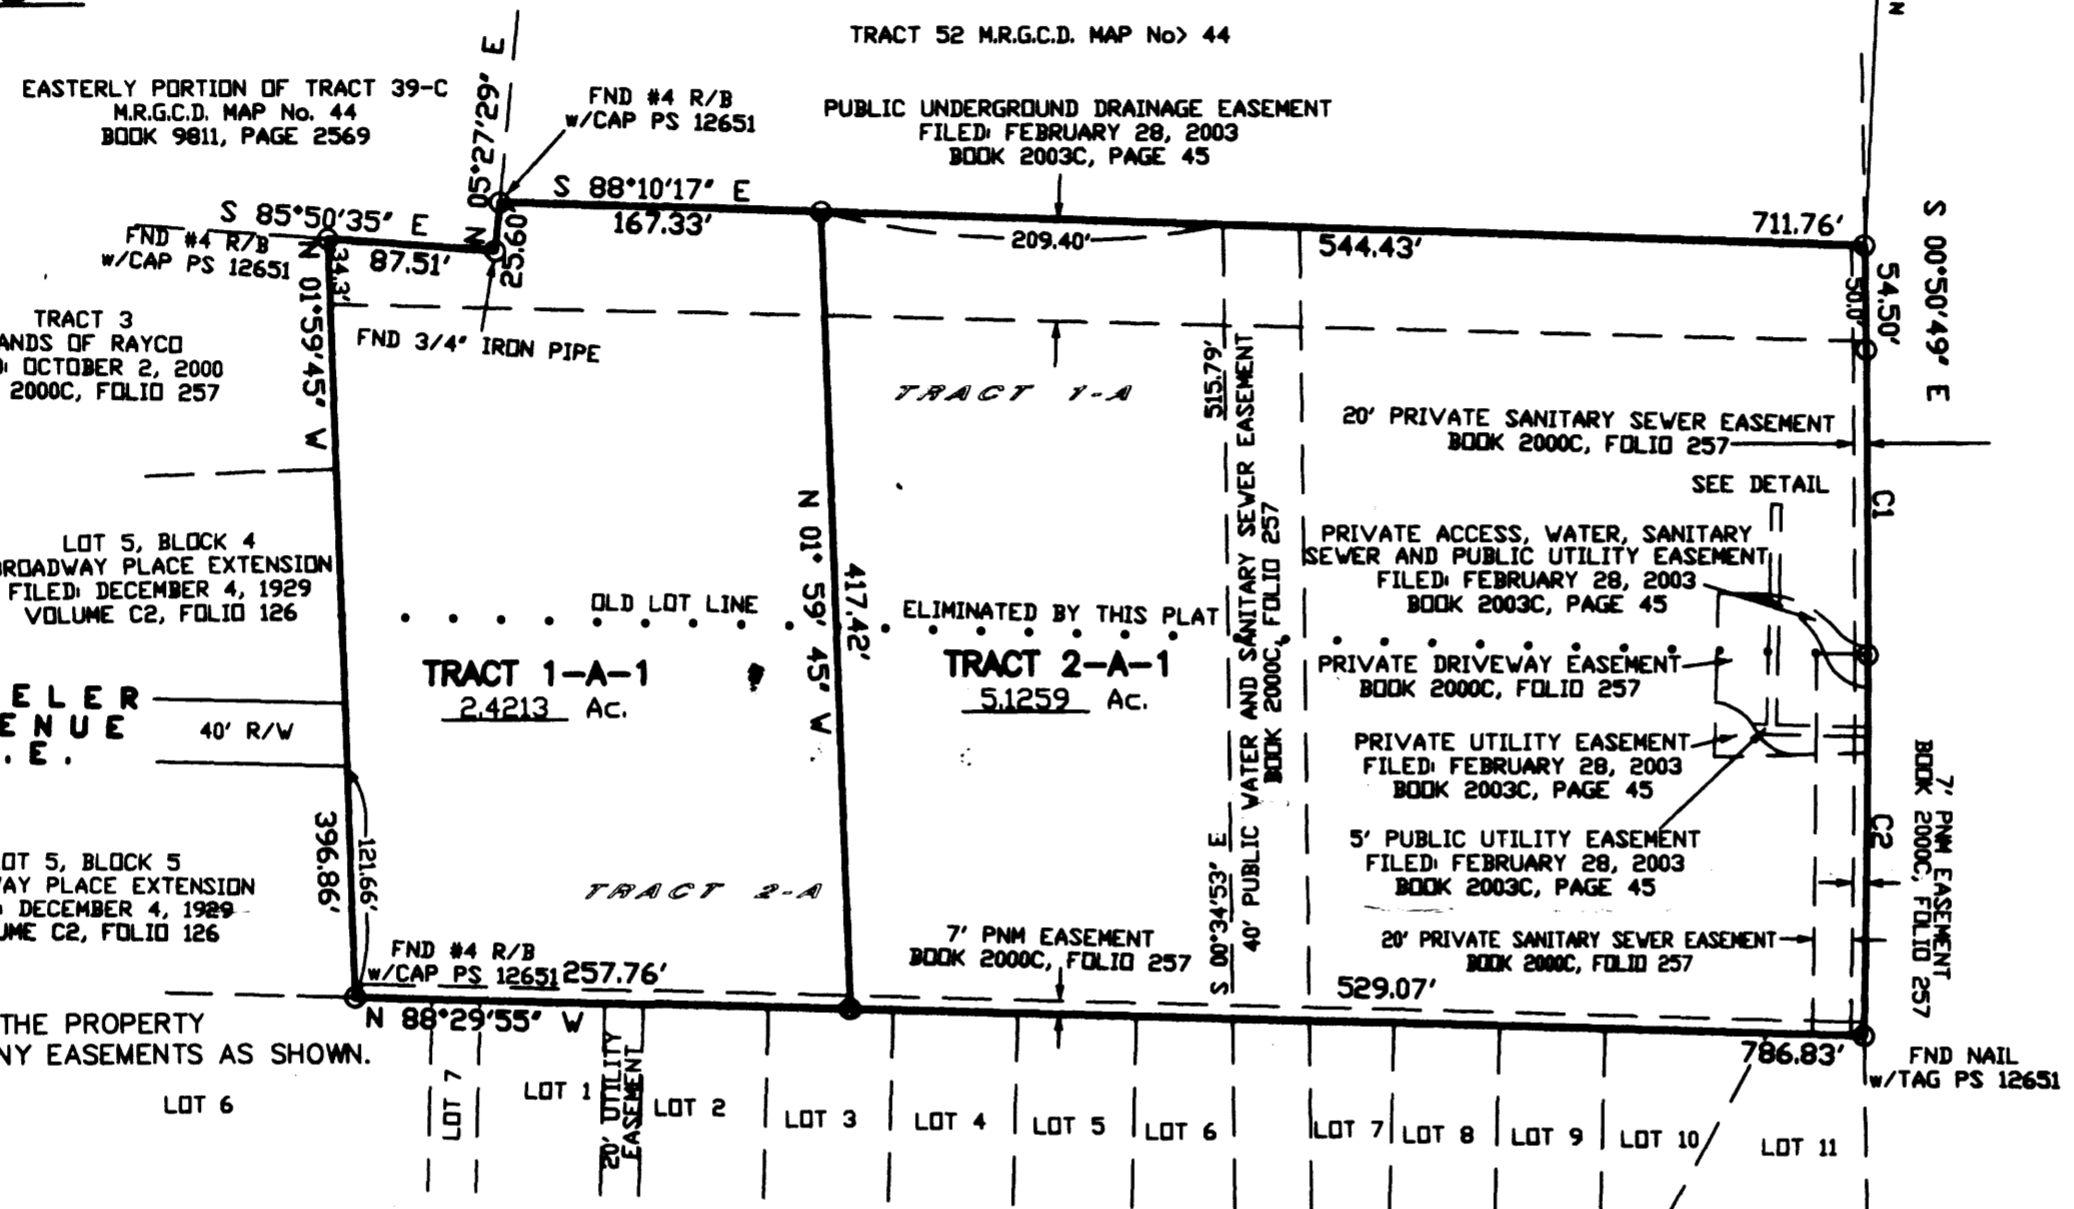 TRACT 52 M.R.G.C.D. MAP No> 44
EASTERLY PORTION OF TRACT 39-C
M.R.G.C.D. MAP No. 44
BOOK 9811, PAGE 2569
N 05°27'29" E
25.60'
FND #4 R/B
w/CAP PS 12651
PUBLIC UNDERGROUND DRAINAGE EASEMENT
FILED: FEBRUARY 28, 2003
BOOK 2003C, PAGE 45
S 88°10'17" E
167.33'
209.40'
544.43'
711.76'
S 85°50'35" E
87.51'
FND #4 R/B
w/CAP PS 12651
34.3'
N 01°59'45" W
FND 3/4" IRON PIPE
50.0'
54.50'
S 00°50'49" E
N
TRACT 3
ANDS OF RAYCO
: OCTOBER 2, 2000
2000C, FOLIO 257
TRACT 1-A
515.79'
40' PUBLIC WATER AND SANITARY SEWER EASEMENT
BOOK 2000C, FOLIO 257
S 00°34'53" E
20' PRIVATE SANITARY SEWER EASEMENT
BOOK 2000C, FOLIO 257
SEE DETAIL
C1
PRIVATE ACCESS, WATER, SANITARY
SEWER AND PUBLIC UTILITY EASEMENT
FILED: FEBRUARY 28, 2003
BOOK 2003C, PAGE 45
LOT 5, BLOCK 4
ROADWAY PLACE EXTENSION
FILED: DECEMBER 4, 1929
VOLUME C2, FOLIO 126
N 01° 59' 45" W
417.42'
OLD LOT LINE
ELIMINATED BY THIS PLAT
TRACT 1-A-1
2.4213 Ac.
TRACT 2-A-1
5.1259 Ac.
PRIVATE DRIVEWAY EASEMENT
BOOK 2000C, FOLIO 257
ELER
ENUE
.E.
40' R/W
PRIVATE UTILITY EASEMENT
FILED: FEBRUARY 28, 2003
BOOK 2003C, PAGE 45
5' PUBLIC UTILITY EASEMENT
FILED: FEBRUARY 28, 2003
BOOK 2003C, PAGE 45
C2
7' PNM EASEMENT
BOOK 2000C, FOLIO 257
396.86'
121.66'
OT 5, BLOCK 5
AY PLACE EXTENSION
: DECEMBER 4, 1929
UME C2, FOLIO 126
TRACT 2-A
7' PNM EASEMENT
BOOK 2000C, FOLIO 257
20' PRIVATE SANITARY SEWER EASEMENT
BOOK 2000C, FOLIO 257
FND #4 R/B
w/CAP PS 12651
257.76'
529.07'
N 88°29'55" W
786.83'
FND NAIL
w/TAG PS 12651
THE PROPERTY
NY EASEMENTS AS SHOWN.
LOT 6
LOT 7
LOT 1
20' UTILITY
EASEMENT
LOT 2
LOT 3
LOT 4
LOT 5
LOT 6
LOT 7
LOT 8
LOT 9
LOT 10
LOT 11